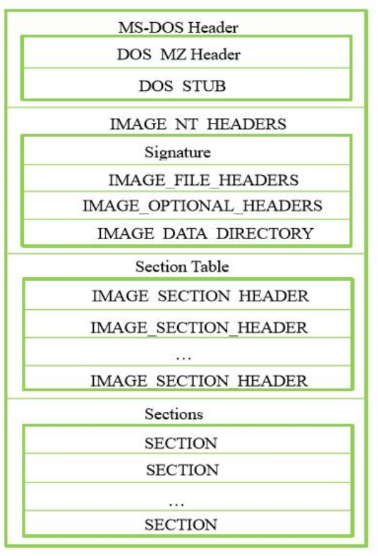 MS-DOS Header
DOS MZ Header
DOS STUB
IMAGE NT HEADERS
Signature
IMAGE_FILE_HEADERS
IMAGE_OPTIONAL_HEADERS
IMAGE DATA DIRECTORY
Section Table
IMAGE SECTION HEADER
IMAGE_SECTION_HEADER
...
IMAGE SECTION HEADER
Sections
SECTION
SECTION
...
SECTION